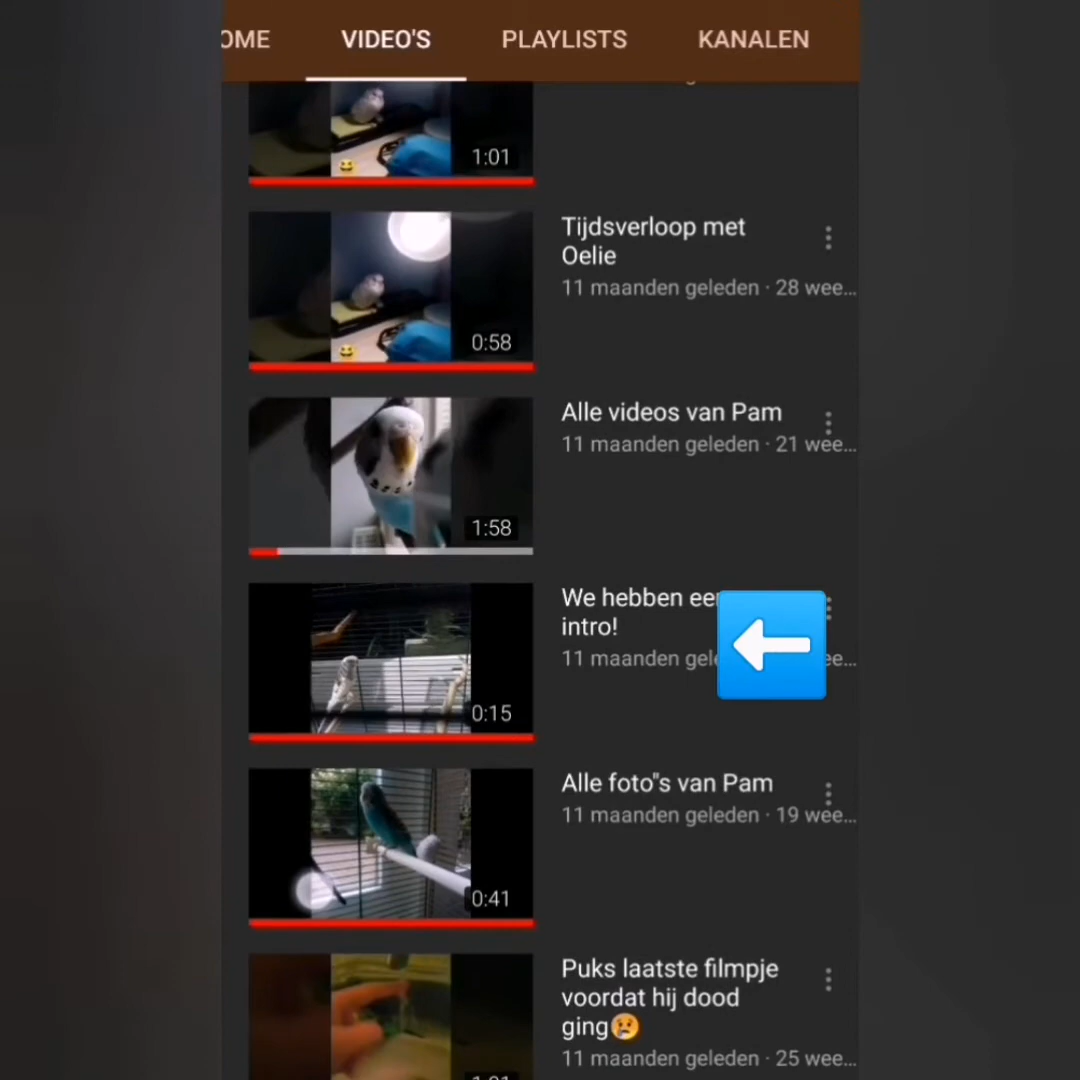 OME VIDEO'S PLAYLISTS KANALEN
1:01
Tijdsverloop met
Oelie
11 maanden geleden · 28 wee...
0:58
Alle videos van Pam
11 maanden geleden · 21 wee...
1:58
We hebben
intro!
11 maanden
0:15
Alle foto"s van Pam
11 maanden geleden · 19 wee...
0:41
Puks laatste filmpje
voordat hij dood
ging😢
11 maanden geleden · 25 wee...